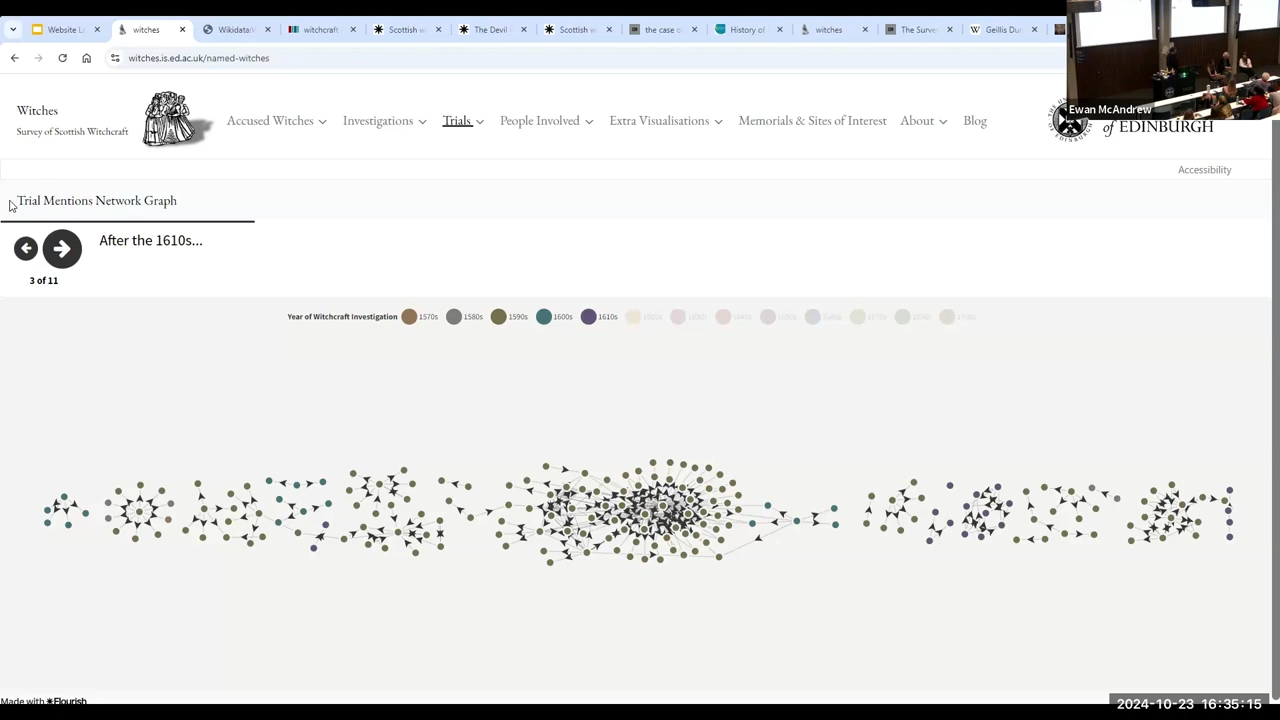 Website L
witches
Wikidata:V
witchcraft
Scottish w
The Devil
Scottish w
the case o
History of
witches
The Surve
Geillis Dun
witches.is.ed.ac.uk/named-witches
Ewan McAndrew
Witches
Survey of Scottish Witchcraft
Accused Witches
Investigations
Trials
People Involved
Extra Visualisations
Memorials & Sites of Interest
About
Blog
of EDINBURGH
Accessibility
Trial Mentions Network Graph
After the 1610s...
3 of 11
Year of Witchcraft Investigation 1570s 1580s 1590s 1600s 1610s
Made with Flourish
2024-10-23 16:35:15